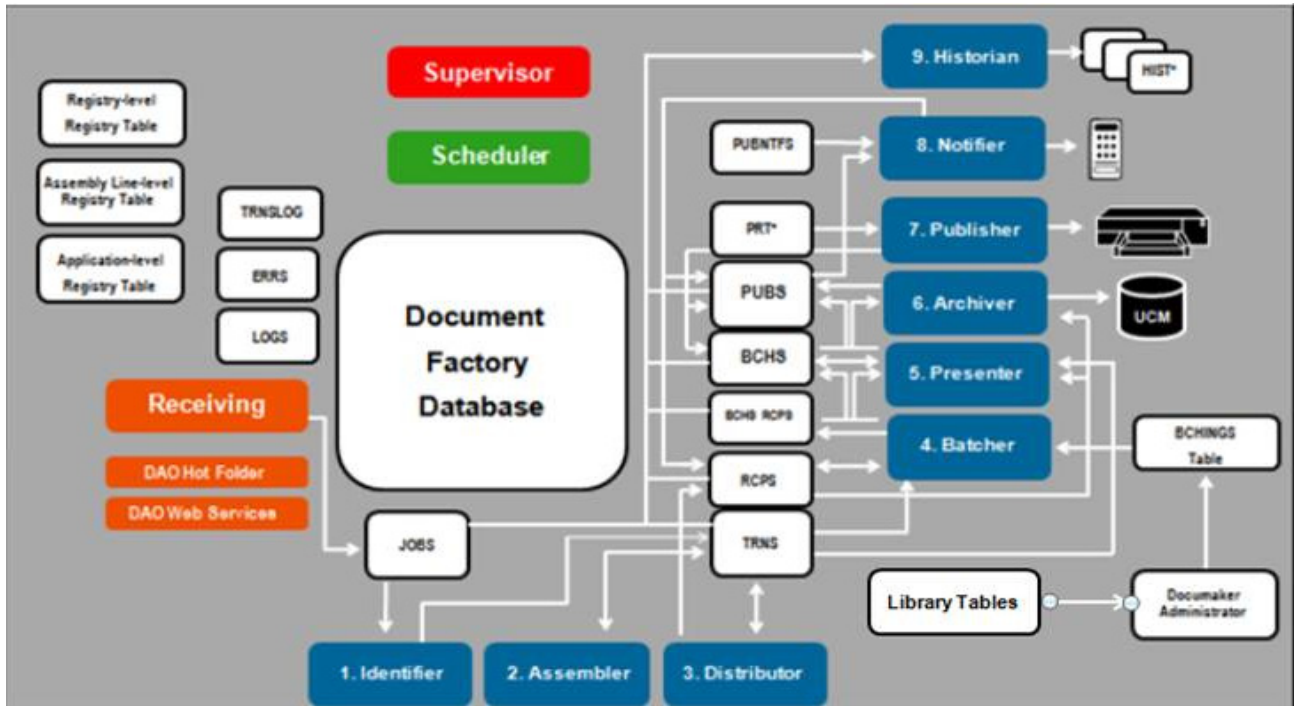 Supervisor
Scheduler
Registry-level
Registry Table
Assembly Line-level
Registry Table
Application-level
Registry Table
TRNSLOG
ERRS
LOGS
Document
Factory
Database
Receiving
DAO Hot Folder
DAO Web Services
JOBS
1. Identifier
2. Assembler
3. Distributor
PUBNTFS
PRT*
PUBS
BCHS
BCHS RCPS
RCPS
TRNS
9. Historian
HIST*
8. Notifier
7. Publisher
6. Archiver
UCM
5. Presenter
4. Batcher
BCHINGS
Table
Library Tables
Documaker
Administrator